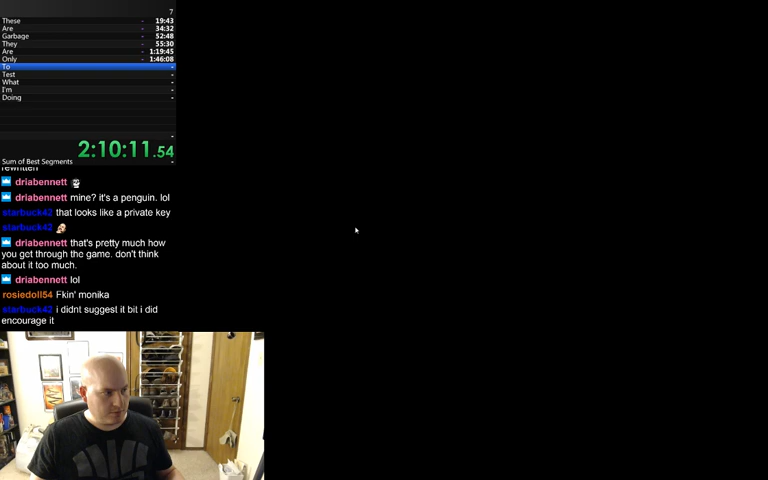 7
These - 19:43
Are - 34:32
Garbage - 52:48
They - 55:30
Are - 1:19:45
Only - 1:46:08
To -
Test -
What -
I'm -
Doing -
-
2:10:11.54
Sum of Best Segments -
rewritten
driabennett
driabennett mine? it's a penguin. lol
starbuck42 that looks like a private key
starbuck42
driabennett that's pretty much how
you get through the game. don't think
about it too much.
driabennett lol
rosiedoll54 Fkin' monika
starbuck42 i didnt suggest it bit i did
encourage it